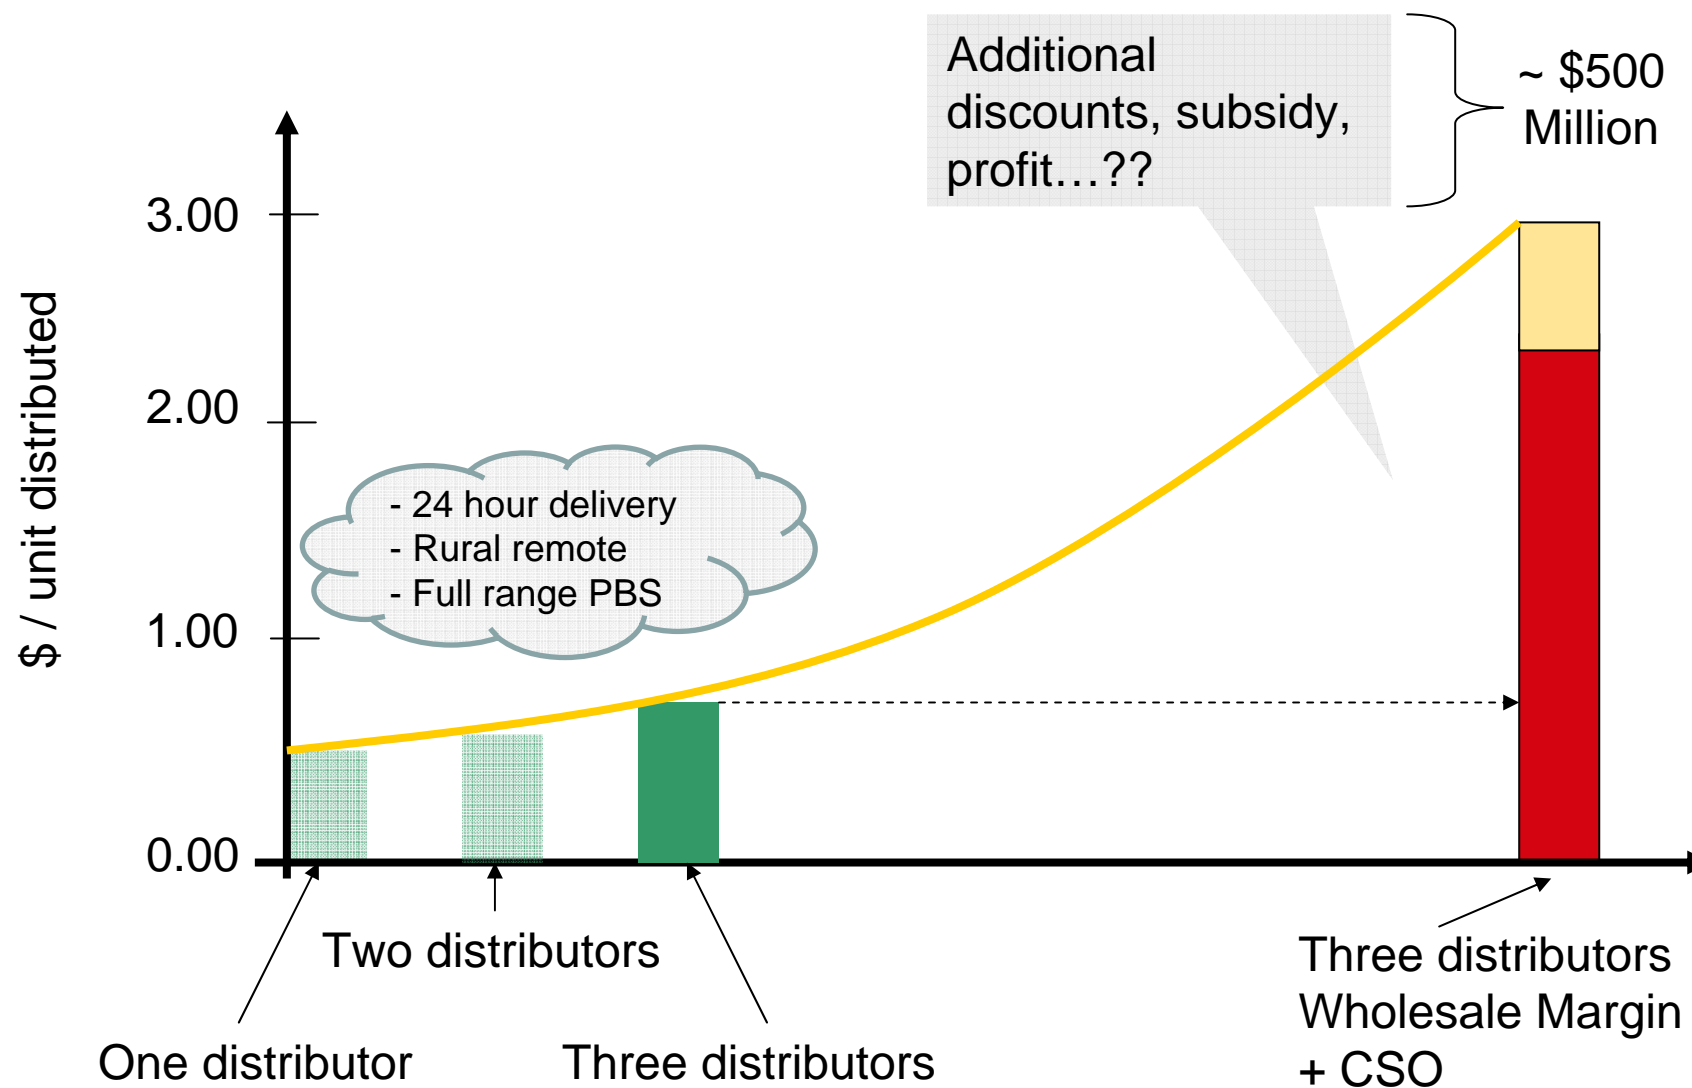 Additional
discounts, subsidy,
profit…??
~ $500
Million
3.00
2.00
1.00
0.00
$ / unit distributed
- 24 hour delivery
- Rural remote
- Full range PBS
Two distributors
One distributor
Three distributors
Three distributors
Wholesale Margin
+ CSO